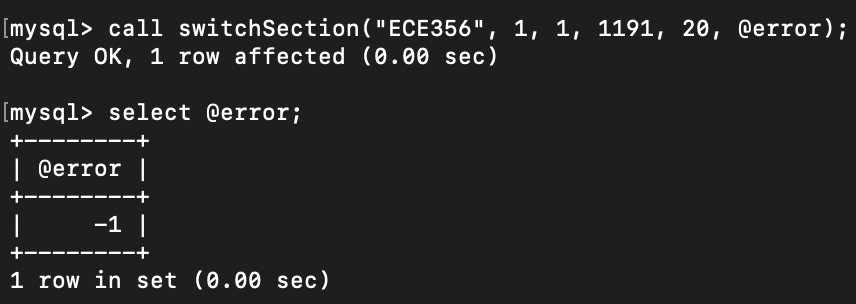 [mysql> call switchSection("ECE356", 1, 1, 1191, 20, @error);
Query OK, 1 row affected (0.00 sec)
[mysql> select @error;
+--------+
| @error |
+--------+
|     -1 |
+--------+
1 row in set (0.00 sec)